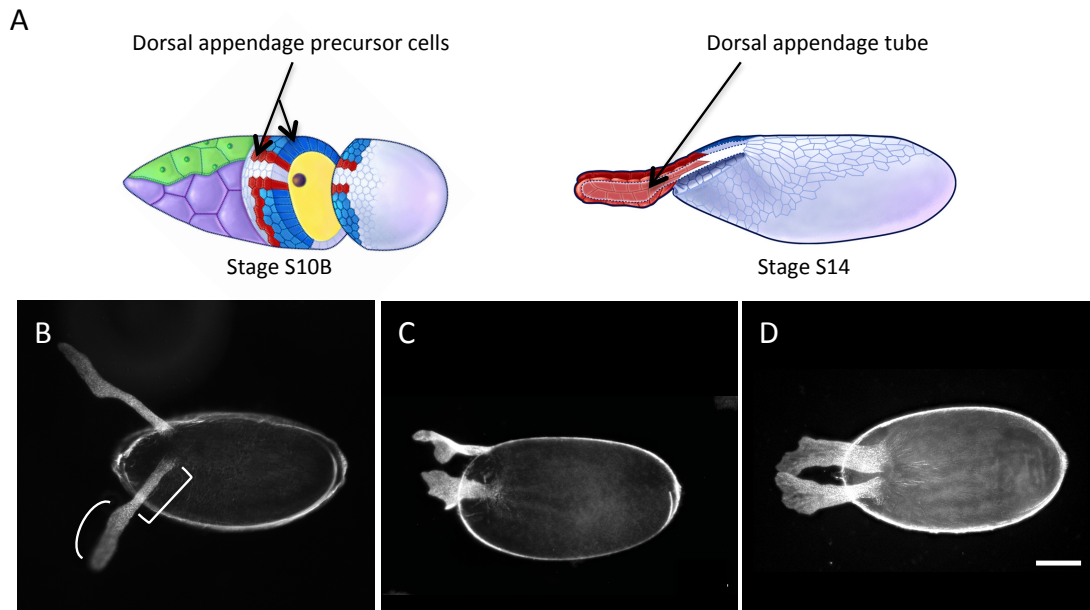 A
Dorsal appendage precursor cells
Dorsal appendage tube
Stage S10B
Stage S14
B
C
D